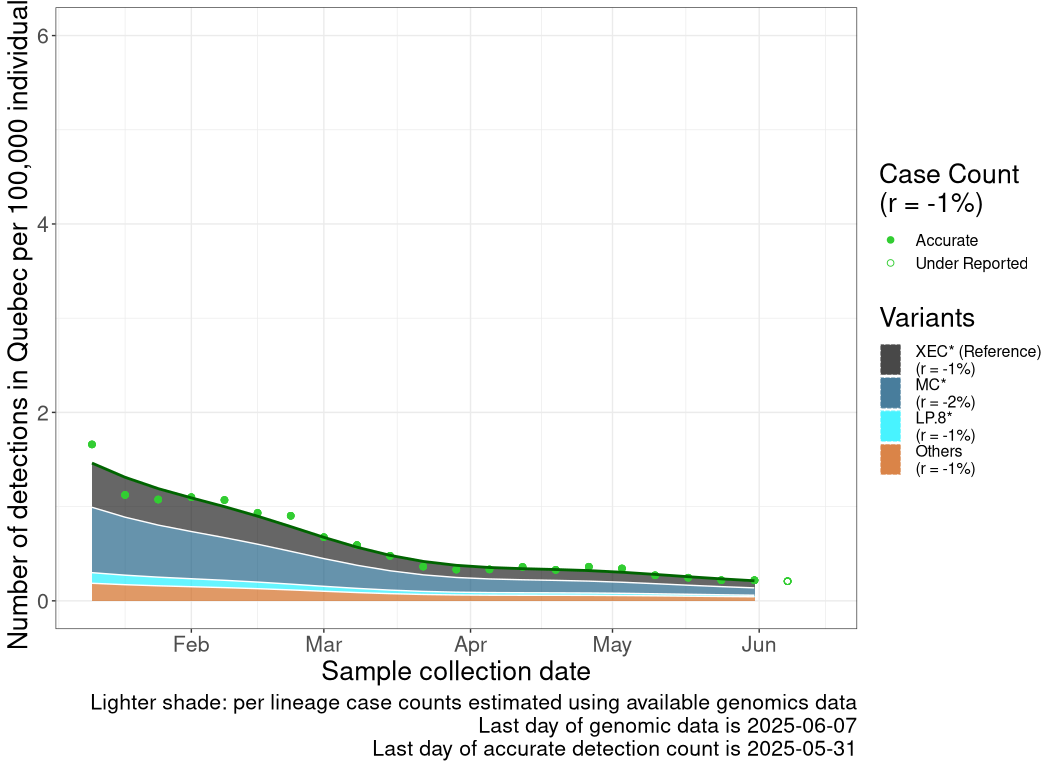 Number of detections in Quebec per 100,000 individual
6
4
2
0
Feb
Mar
Apr
May
Jun
Sample collection date
Lighter shade: per lineage case counts estimated using available genomics data
Last day of genomic data is 2025-06-07
Last day of accurate detection count is 2025-05-31
Case Count
(r = -1%)
Accurate
Under Reported
Variants
XEC* (Reference)
(r = -1%)
MC*
(r = -2%)
LP.8*
(r = -1%)
Others
(r = -1%)